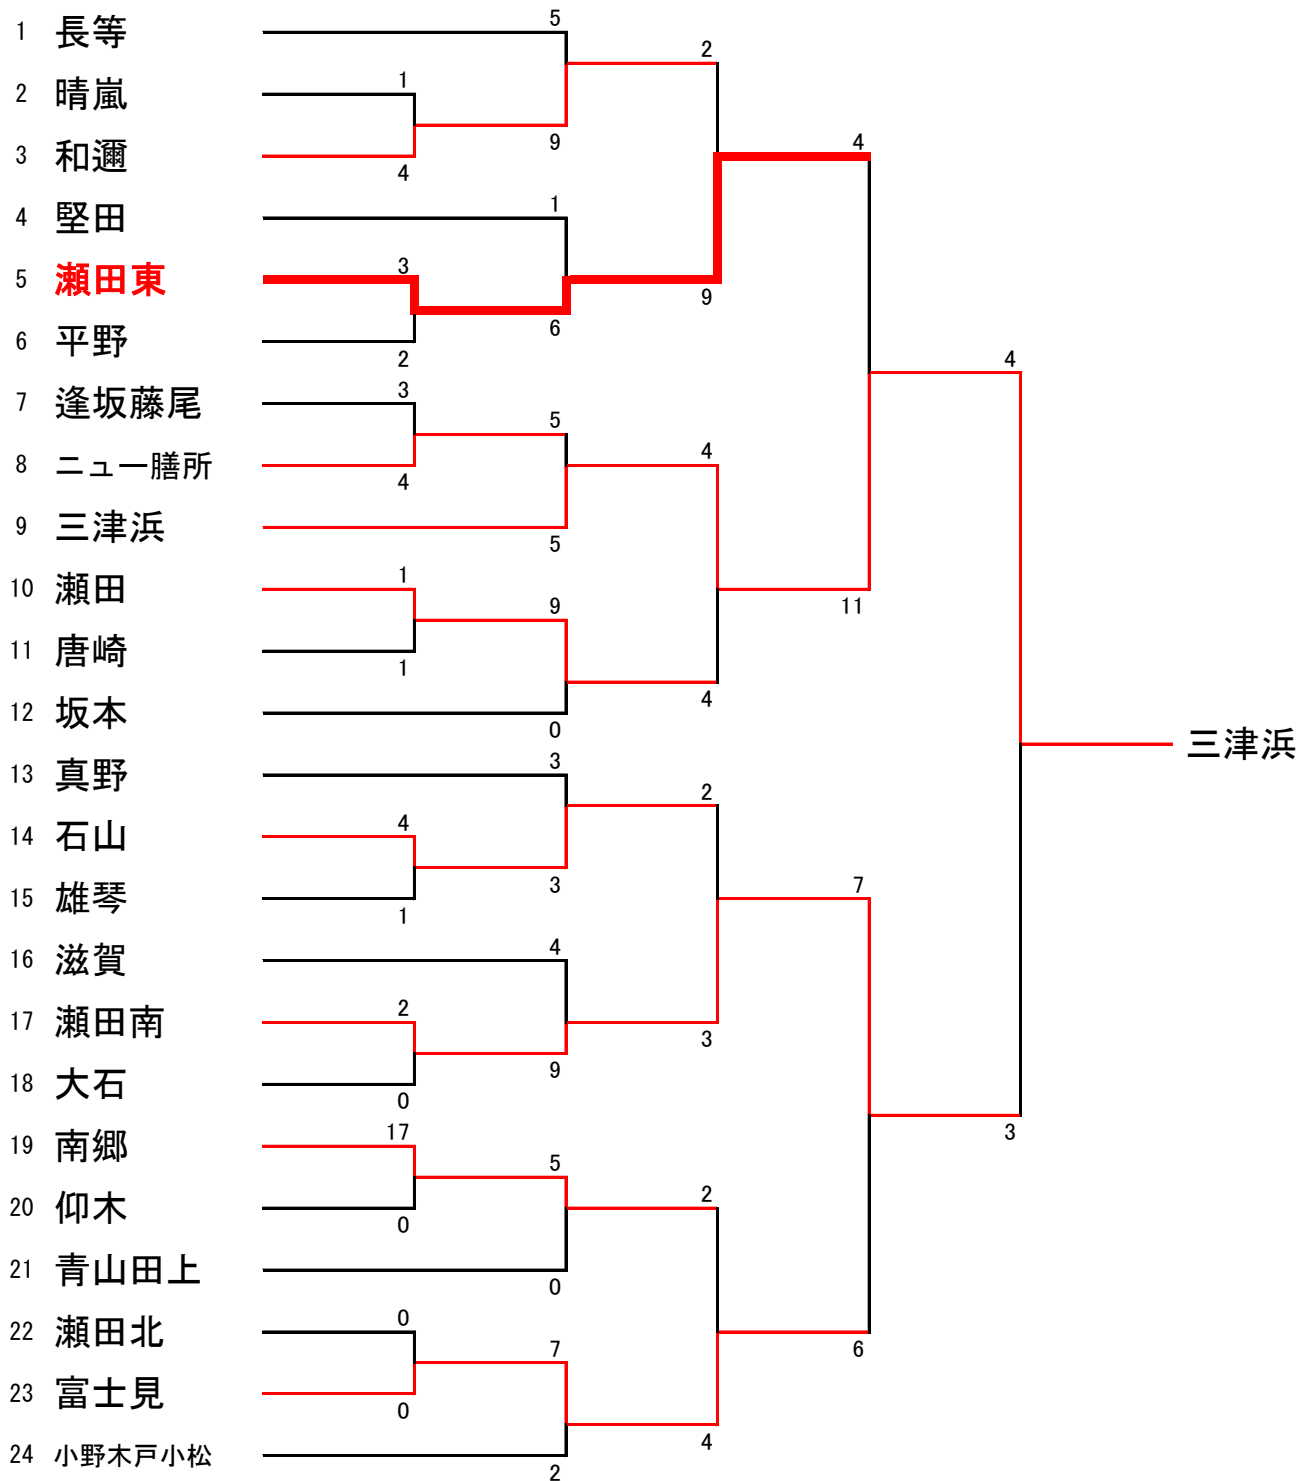 5
1 長等
2
1
2 晴嵐
9
4
3 和邇
4
1
4 堅田
3
5 瀬田東
9
6
6 平野
2
4
3
7 逢坂藤尾
5
4
8 ニュー膳所
4
9 三津浜
5
1
10 瀬田
9
11
11 唐崎
1
4
12 坂本
0
三津浜
3
13 真野
2
4
14 石山
3
7
15 雄琴
1
4
16 滋賀
2
17 瀬田南
3
9
18 大石
0
17
3
19 南郷
5
2
20 仰木
0
21 青山田上
0
0
22 瀬田北
7
6
23 富士見
0
4
24 小野木戸小松
2